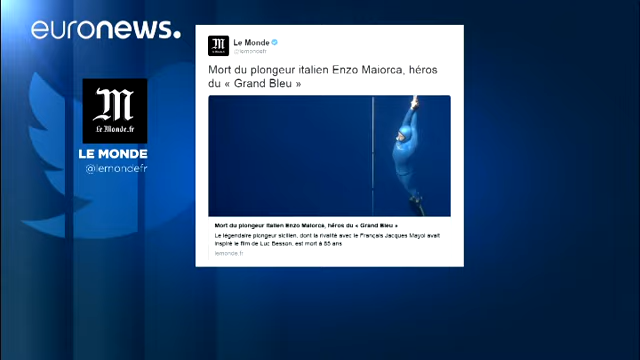 euronews.
Le Monde
@lemondefr
Mort du plongeur italien Enzo Maiorca, héros
du « Grand Bleu »
M
Le Monde.fr
LE MONDE
@lemondefr
Mort du plongeur italien Enzo Maiorca, héros du « Grand Bleu »
Le légendaire plongeur sicilien, dont la rivalité avec le Français Jacques Mayol avait
inspiré le film de Luc Besson, est mort à 85 ans
lemonde.fr